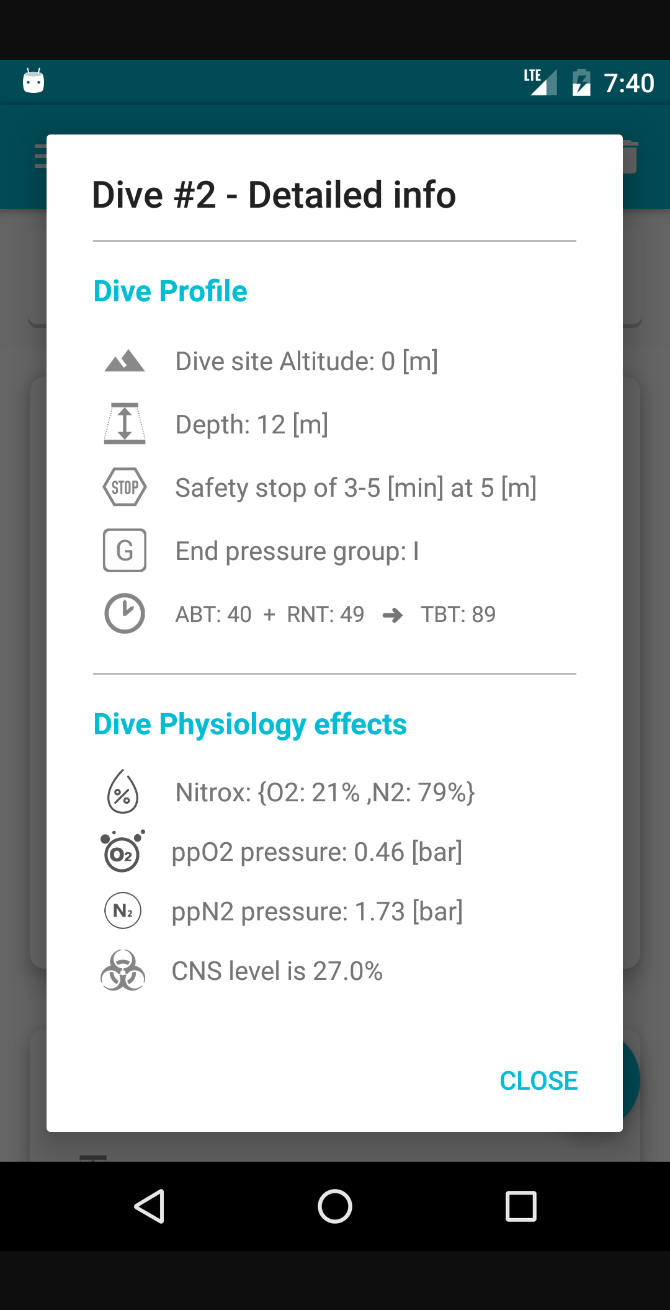 LTE 7:40
Dive #2 - Detailed info
Dive Profile
Dive site Altitude: 0 [m]
Depth: 12 [m]
STOP Safety stop of 3-5 [min] at 5 [m]
G End pressure group: I
ABT: 40 + RNT: 49 ➜ TBT: 89
Dive Physiology effects
% Nitrox: {O2: 21% ,N2: 79%}
O2 ppO2 pressure: 0.46 [bar]
N2 ppN2 pressure: 1.73 [bar]
CNS level is 27.0%
CLOSE